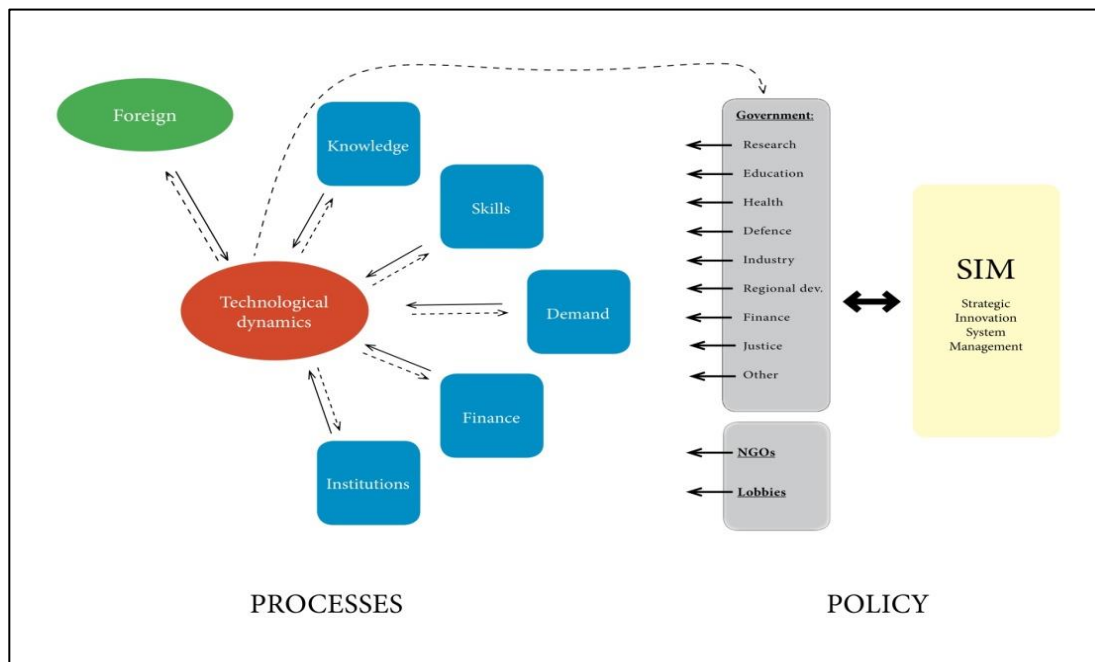 Foreign
Knowledge
Skills
Technological
dynamics
Demand
Finance
Institutions
Government:
Research
Education
Health
Defence
Industry
Regional dev.
Finance
Justice
Other
NGOs
Lobbies
SIM
Strategic
Innovation
System
Management
PROCESSES
POLICY